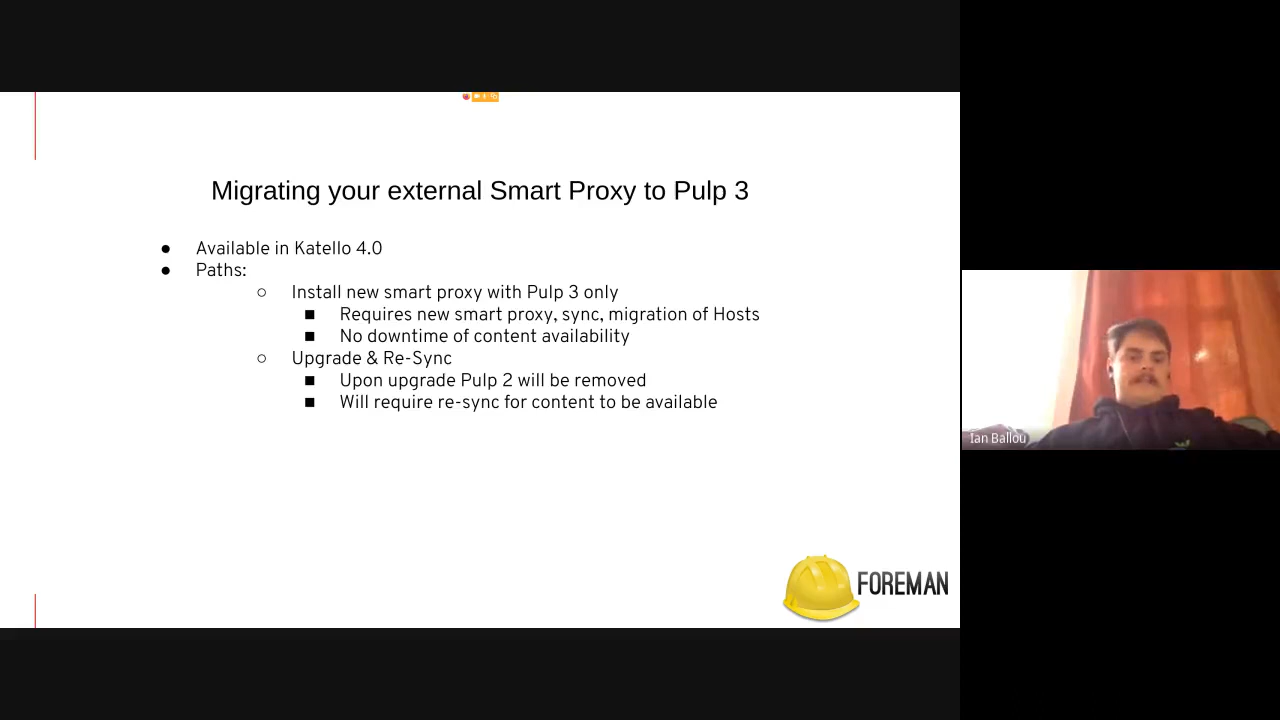 Migrating your external Smart Proxy to Pulp 3
● Available in Katello 4.0
● Paths:
○ Install new smart proxy with Pulp 3 only
■ Requires new smart proxy, sync, migration of Hosts
■ No downtime of content availability
○ Upgrade & Re-Sync
■ Upon upgrade Pulp 2 will be removed
■ Will require re-sync for content to be available
Ian Ballou
FOREMAN